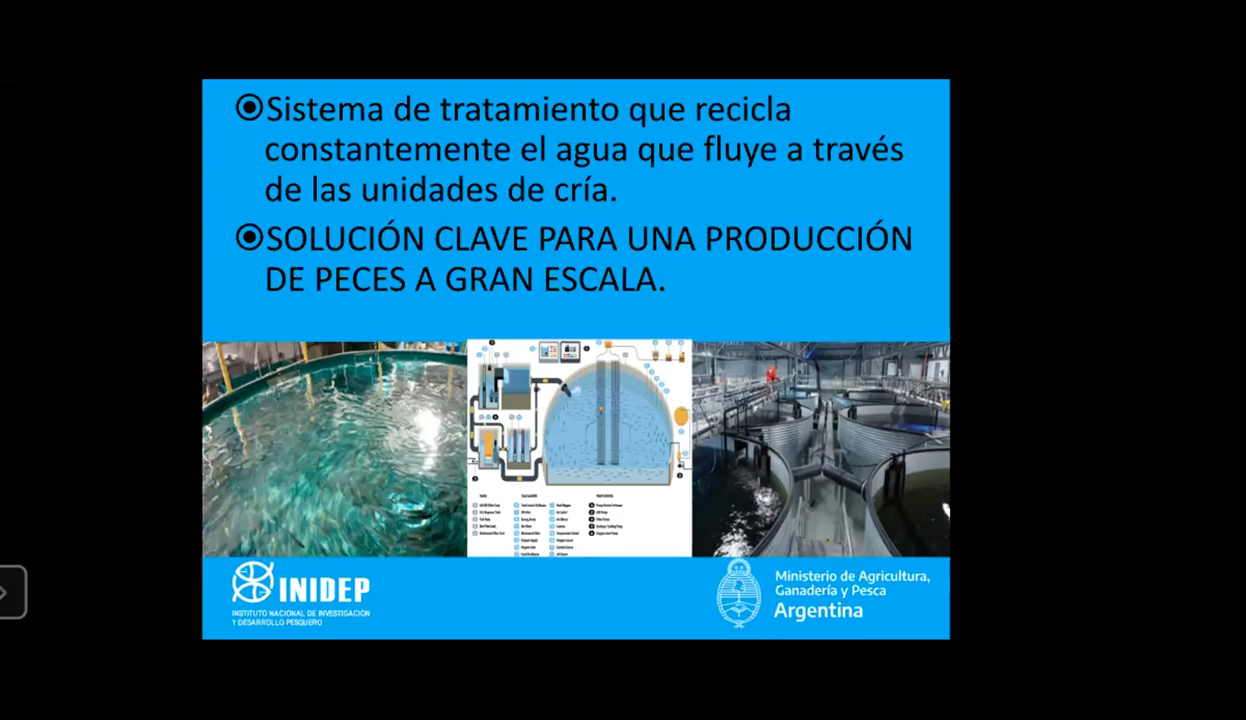 Sistema de tratamiento que recicla
constantemente el agua que fluye a través
de las unidades de cría.
SOLUCIÓN CLAVE PARA UNA PRODUCCIÓN
DE PECES A GRAN ESCALA.
INIDEP
INSTITUTO NACIONAL DE INVESTIGACIÓN
Y DESARROLLO PESQUERO
Ministerio de Agricultura,
Ganadería y Pesca
Argentina